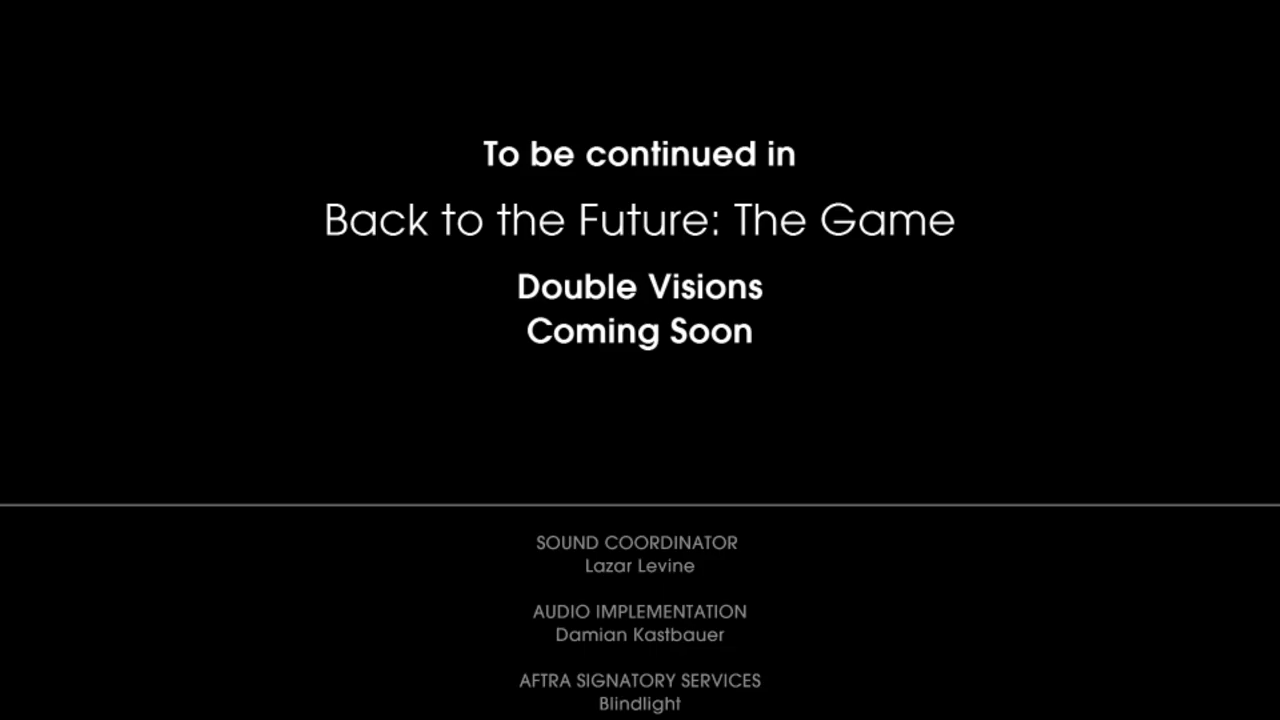 To be continued in
Back to the Future: The Game
Double Visions
Coming Soon
SOUND COORDINATOR
Lazar Levine
AUDIO IMPLEMENTATION
Damian Kastbauer
AFTRA SIGNATORY SERVICES
Blindlight